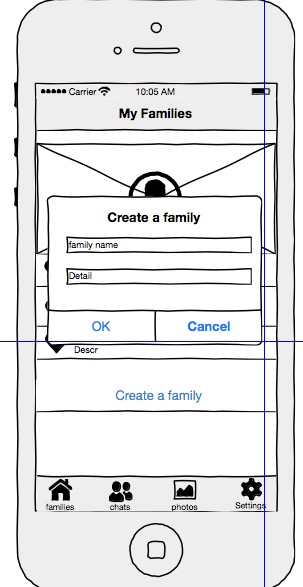 Carrier 10:05 AM
My Families
Create a family
family name
Detail
OK Cancel
Descr
Create a family
families chats photos Settings